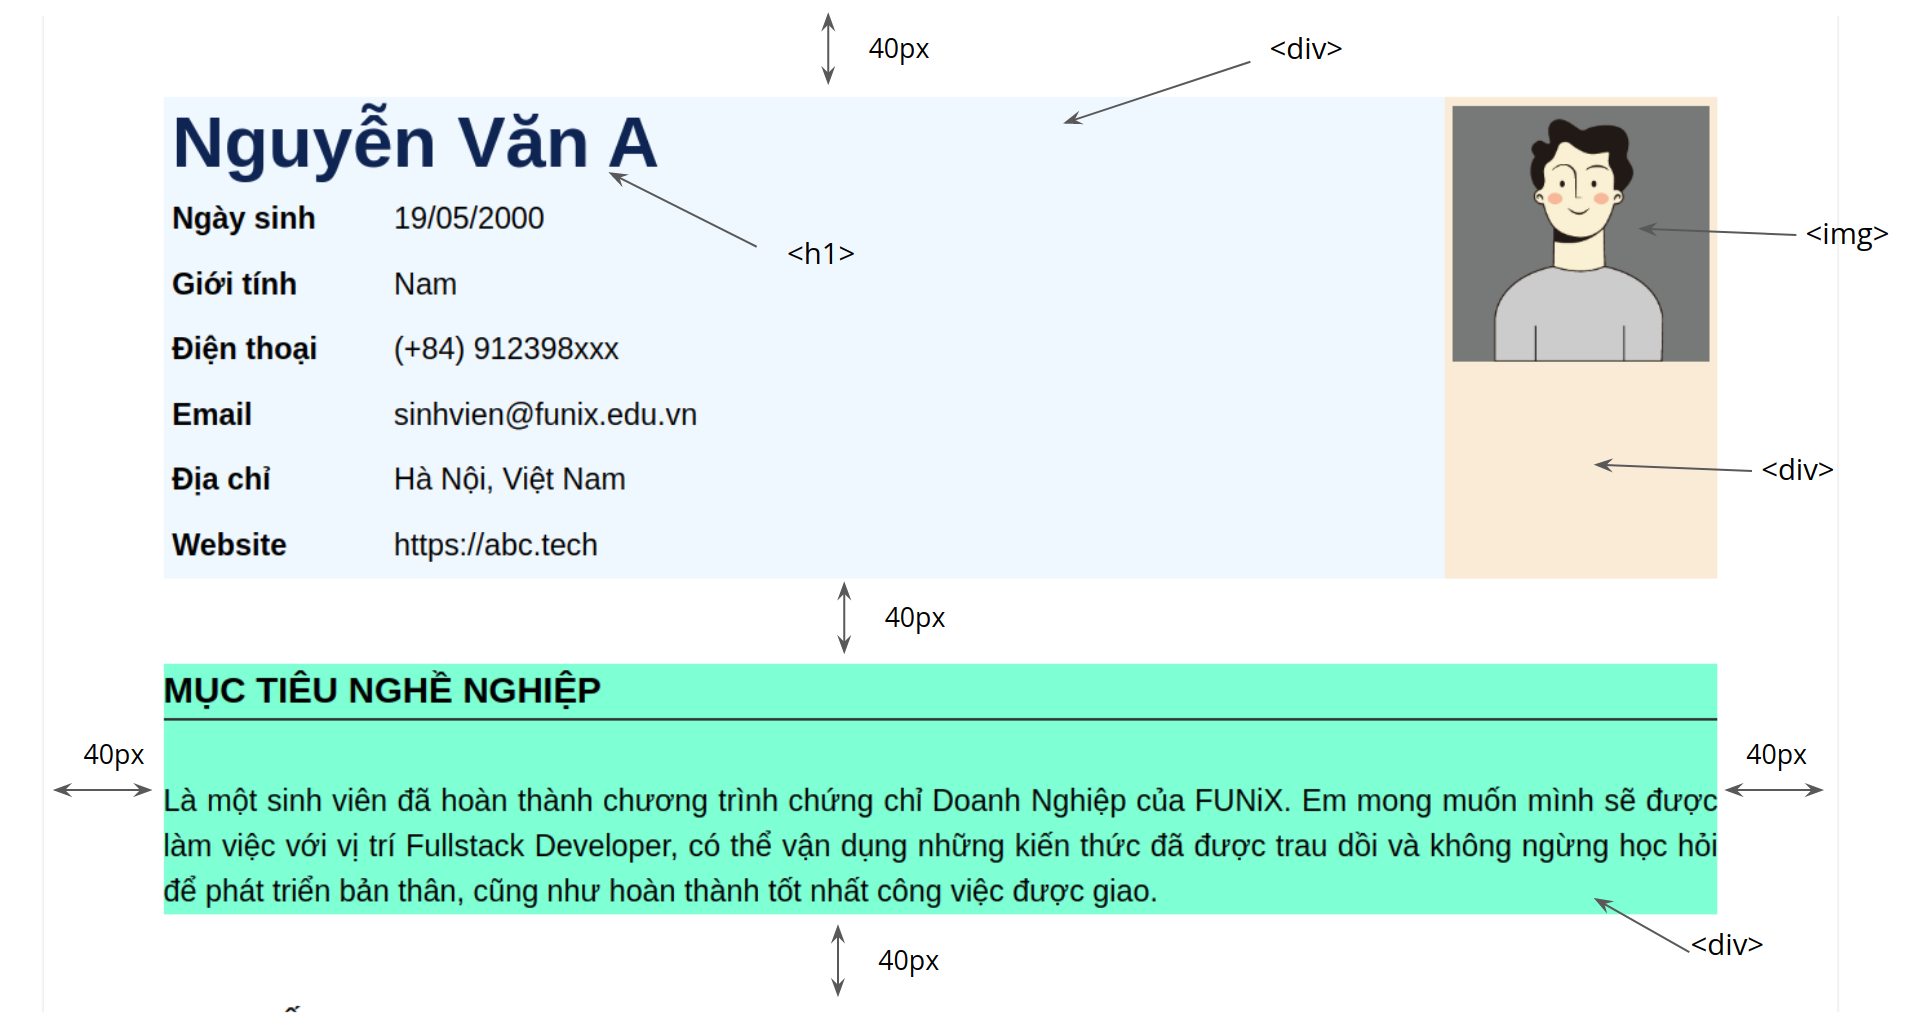 40px
<div>
Nguyễn Văn A
Ngày sinh 19/05/2000
<h1>
<img>
Giới tính Nam
Điện thoại (+84) 912398xxx
Email sinhvien@funix.edu.vn
<div>
Địa chỉ Hà Nội, Việt Nam
Website https://abc.tech
40px
MỤC TIÊU NGHỀ NGHIỆP
40px
40px
Là một sinh viên đã hoàn thành chương trình chứng chỉ Doanh Nghiệp của FUNiX. Em mong muốn mình sẽ được
làm việc với vị trí Fullstack Developer, có thể vận dụng những kiến thức đã được trau dồi và không ngừng học hỏi
để phát triển bản thân, cũng như hoàn thành tốt nhất công việc được giao.
<div>
40px